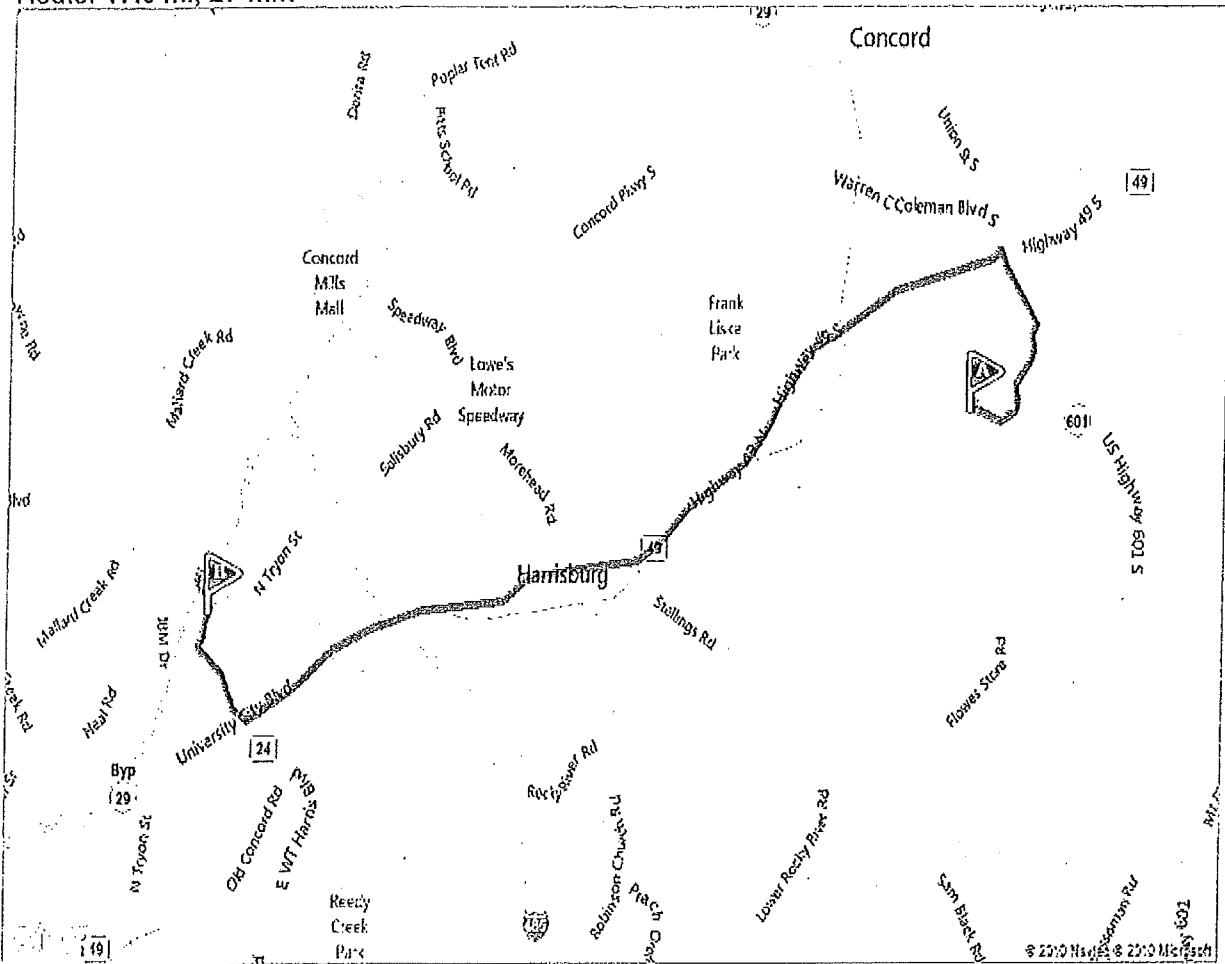 29
Concord
Poplar Tent Rd
Pitts School Rd
Union St S
Concord Pkwy S
Warren C Coleman Blvd S
49
Highway 49 S
Concord
Mills
Mall
Speedway Blvd
Frank
Liske
Park
Mallard Creek Rd
Lowe's
Motor
Speedway
Salisbury Rd
Morehead Rd
A
601
US Highway 601 S
N Tryon St
49
Harrisburg
Mallard Creek Rd
IBM Dr
Stallings Rd
Neal Rd
University City Blvd
24
Flowes Store Rd
Byp
29
Rocky River Rd
N Tryon St
Old Concord Rd
E WT Harris Blvd
Robinson Church Rd
Lower Rocky River Rd
Sam Black Rd
Reedy
Creek
Park
49